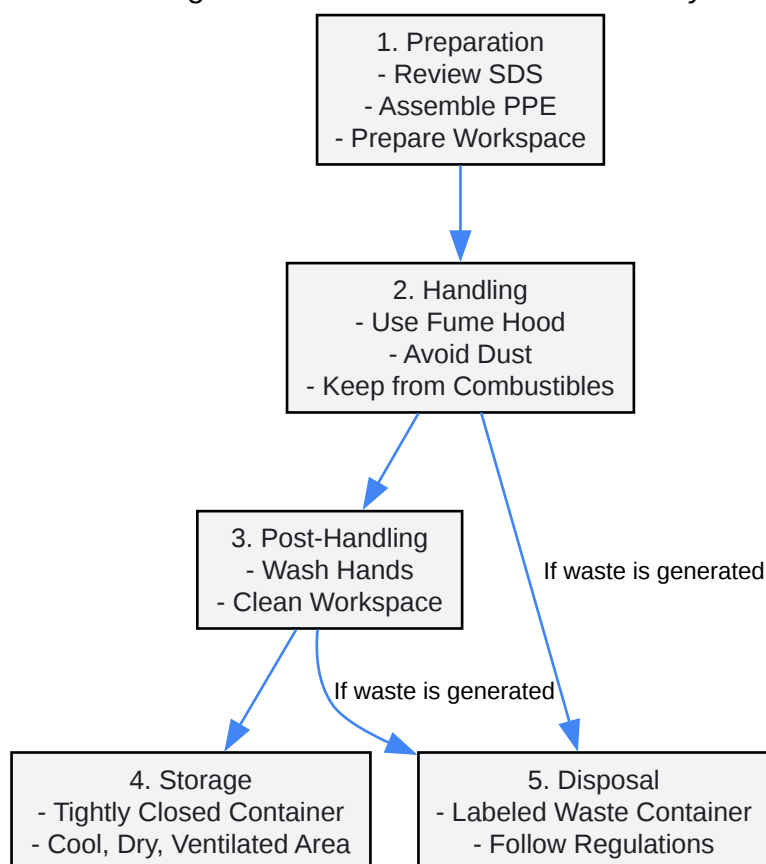 1. Preparation
- Review SDS
- Assemble PPE
- Prepare Workspace
2. Handling
- Use Fume Hood
- Avoid Dust
- Keep from Combustibles
3. Post-Handling
- Wash Hands
- Clean Workspace
If waste is generated
If waste is generated
4. Storage
- Tightly Closed Container
- Cool, Dry, Ventilated Area
5. Disposal
- Labeled Waste Container
- Follow Regulations